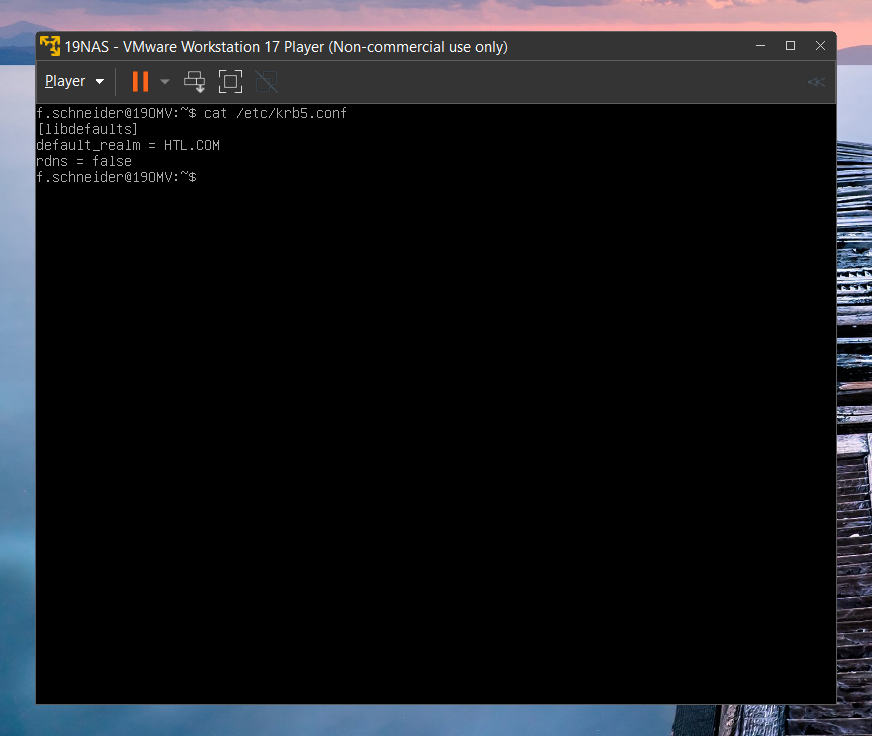 19NAS - VMware Workstation 17 Player (Non-commercial use only)
Player
f.schneider@19OMV:~$ cat /etc/krb5.conf
[libdefaults]
default_realm = HTL.COM
rdns = false
f.schneider@19OMV:~$